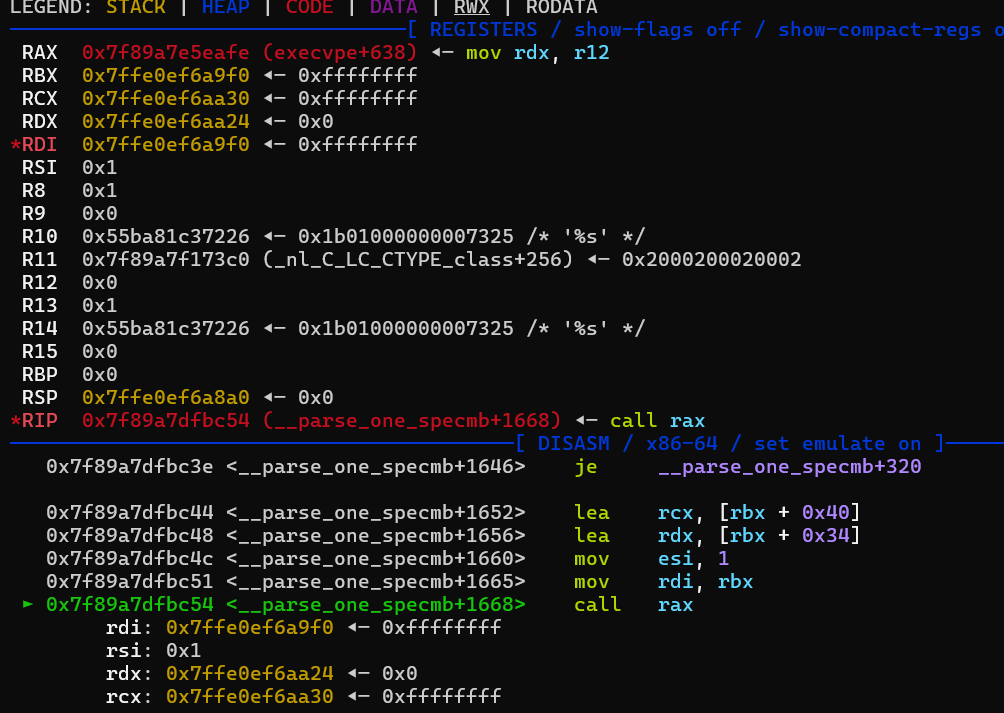 LEGEND: STACK | HEAP | CODE | DATA | RWX | RODATA
[ REGISTERS / show-flags off / show-compact-regs o
RAX 0x7f89a7e5eafe (execvpe+638) ◂— mov rdx, r12
RBX 0x7ffe0ef6a9f0 ◂— 0xffffffff
RCX 0x7ffe0ef6aa30 ◂— 0xffffffff
RDX 0x7ffe0ef6aa24 ◂— 0x0
*RDI 0x7ffe0ef6a9f0 ◂— 0xffffffff
RSI 0x1
R8 0x1
R9 0x0
R10 0x55ba81c37226 ◂— 0x1b01000000007325 /* '%s' */
R11 0x7f89a7f173c0 (_nl_C_LC_CTYPE_class+256) ◂— 0x2000200020002
R12 0x0
R13 0x1
R14 0x55ba81c37226 ◂— 0x1b01000000007325 /* '%s' */
R15 0x0
RBP 0x0
RSP 0x7ffe0ef6a8a0 ◂— 0x0
*RIP 0x7f89a7dfbc54 (__parse_one_specmb+1668) ◂— call rax
[ DISASM / x86-64 / set emulate on ]
0x7f89a7dfbc3e <__parse_one_specmb+1646> je __parse_one_specmb+320
0x7f89a7dfbc44 <__parse_one_specmb+1652> lea rcx, [rbx + 0x40]
0x7f89a7dfbc48 <__parse_one_specmb+1656> lea rdx, [rbx + 0x34]
0x7f89a7dfbc4c <__parse_one_specmb+1660> mov esi, 1
0x7f89a7dfbc51 <__parse_one_specmb+1665> mov rdi, rbx
► 0x7f89a7dfbc54 <__parse_one_specmb+1668> call rax
rdi: 0x7ffe0ef6a9f0 ◂— 0xffffffff
rsi: 0x1
rdx: 0x7ffe0ef6aa24 ◂— 0x0
rcx: 0x7ffe0ef6aa30 ◂— 0xffffffff